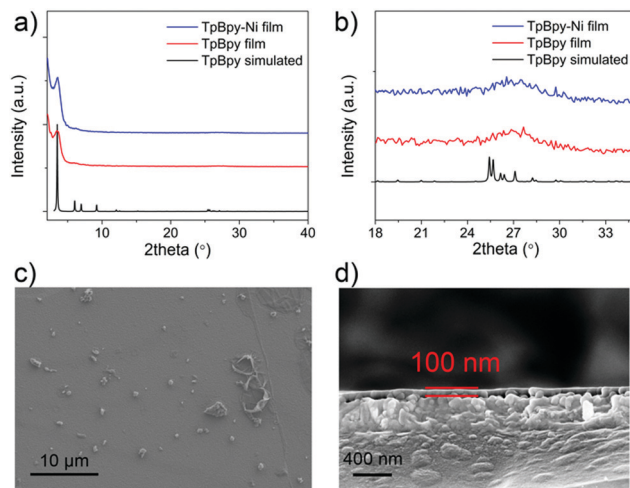 a)
TpBpy-Ni film
TpBpy film
TpBpy simulated
Intensity (a.u.)
10 20 30 40
2theta (°)
b)
TpBpy-Ni film
TpBpy film
TpBpy simulated
Intensity (a.u.)
18 21 24 27 30 33
2theta (°)
c)
10 μm
d)
100 nm
400 nm